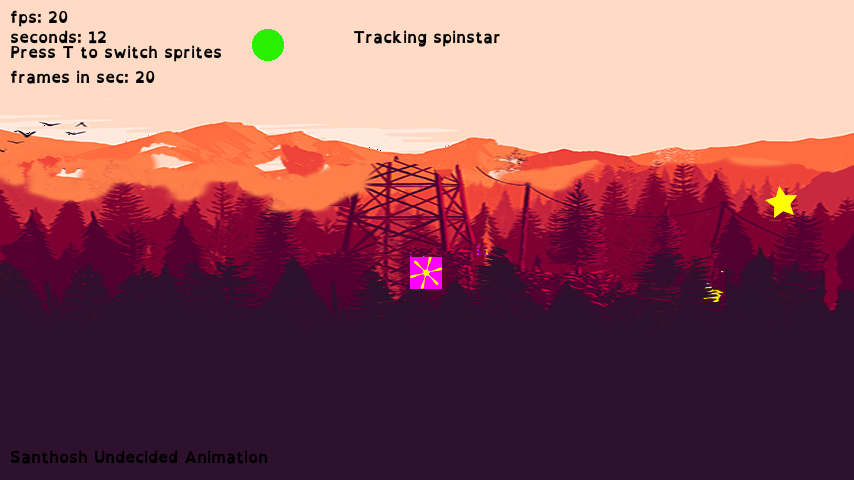 fps: 20
seconds: 12
Press T to switch sprites
Tracking spinstar
frames in sec: 20
Santhosh Undecided Animation